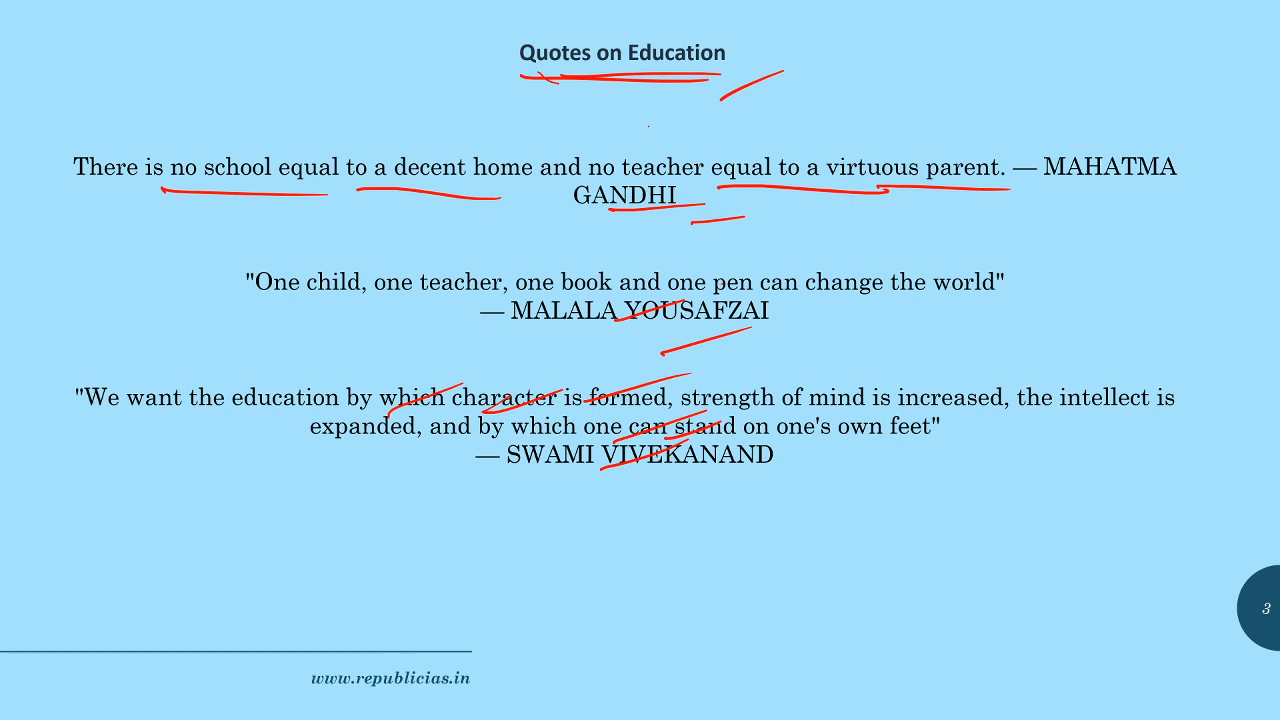 Quotes on Education
There is no school equal to a decent home and no teacher equal to a virtuous parent. — MAHATMA
GANDHI
"One child, one teacher, one book and one pen can change the world"
— MALALA YOUSAFZAI
"We want the education by which character is formed, strength of mind is increased, the intellect is
expanded, and by which one can stand on one's own feet"
— SWAMI VIVEKANAND
3
www.republicias.in